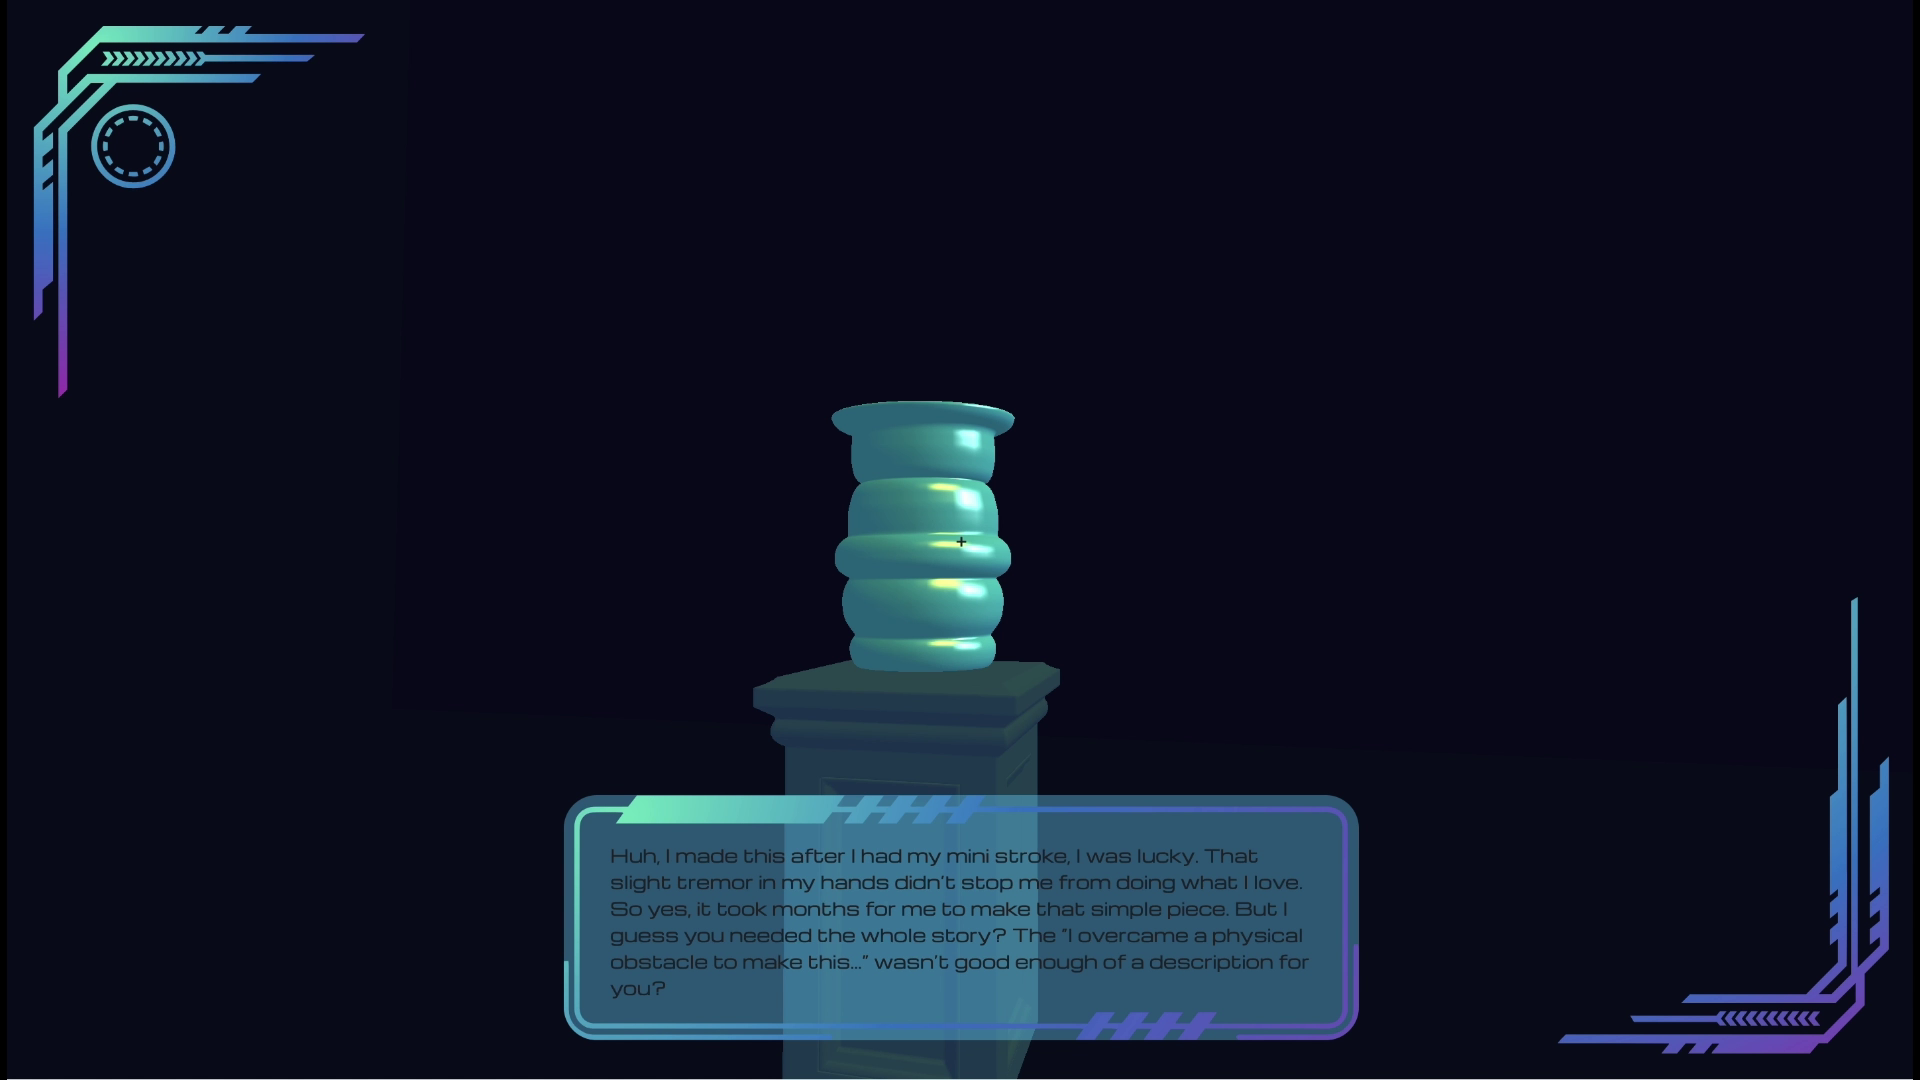 Huh, I made this after I had my mini stroke, I was lucky. That
slight tremor in my hands didn't stop me from doing what I love.
So yes, it took months for me to make that simple piece. But I
guess you needed the whole story? The "I overcame a physical
obstacle to make this..." wasn't good enough of a description for
you?